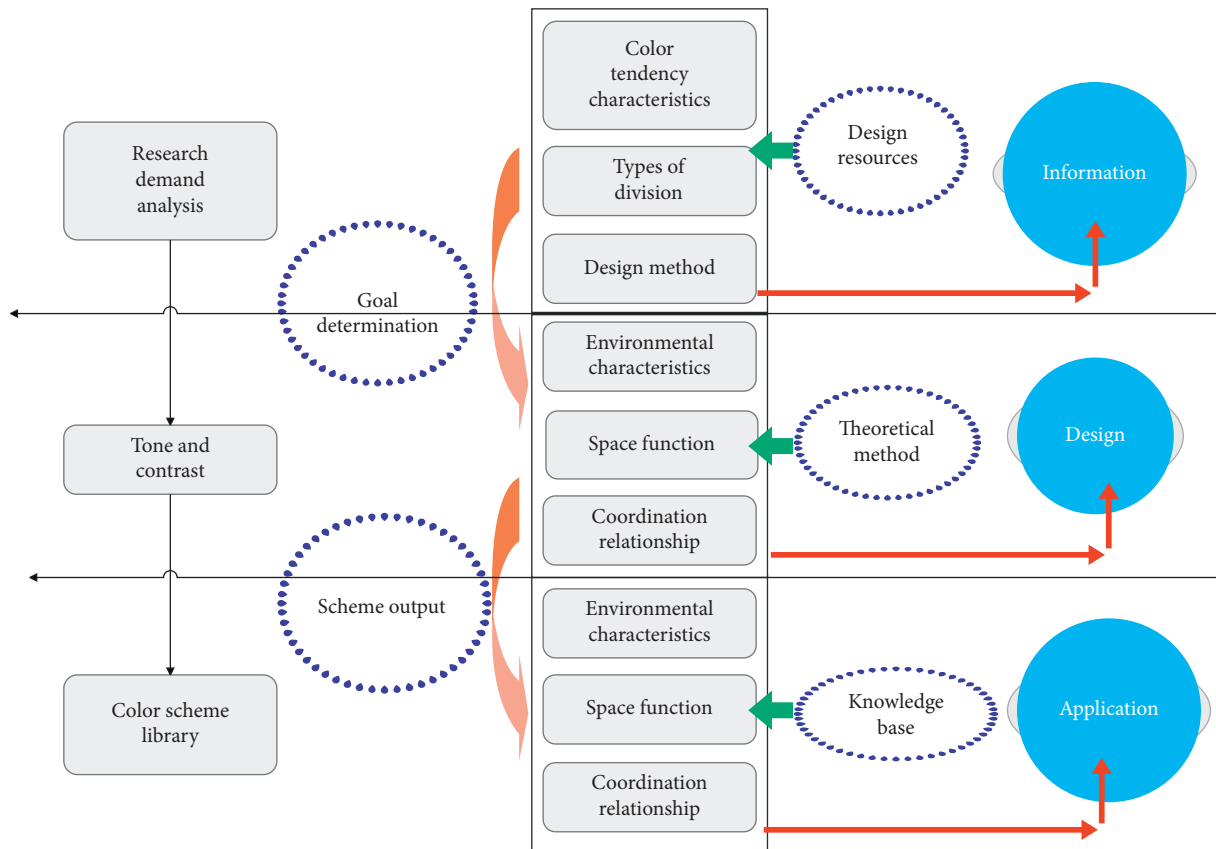 Research
demand
analysis
Tone and
contrast
Color scheme
library
Goal
determination
Scheme output
Color
tendency
characteristics
Types of
division
Design method
Environmental
characteristics
Space function
Coordination
relationship
Environmental
characteristics
Space function
Coordination
relationship
Design
resources
Theoretical
method
Knowledge
base
Information
Design
Application